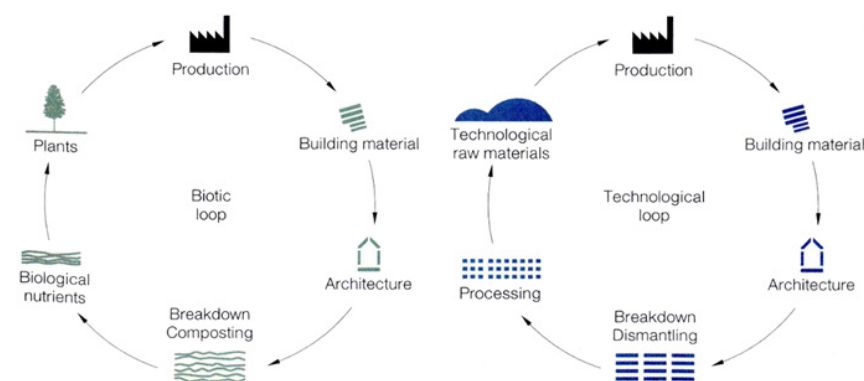 Production
Building material
Architecture
Breakdown
Composting
Biological
nutrients
Plants
Biotic
loop
Production
Building material
Architecture
Breakdown
Dismantling
Processing
Technological
raw materials
Technological
loop